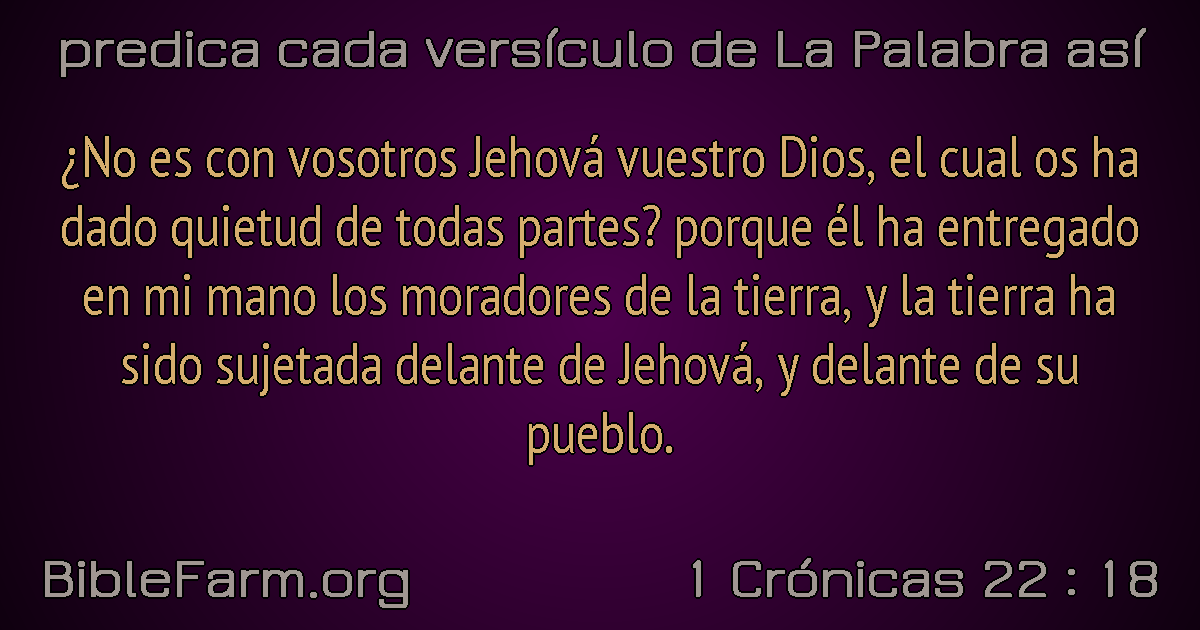 predica cada versículo de La Palabra así
¿No es con vosotros Jehová vuestro Dios, el cual os ha
dado quietud de todas partes? porque él ha entregado
en mi mano los moradores de la tierra, y la tierra ha
sido sujetada delante de Jehová, y delante de su
pueblo.
BibleFarm.org 1 Crónicas 22 : 18